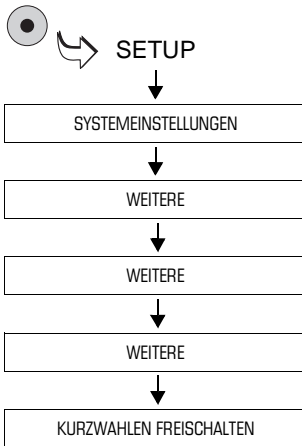 SETUP
SYSTEMEINSTELLUNGEN
WEITERE
WEITERE
WEITERE
KURZWAHLEN FREISCHALTEN